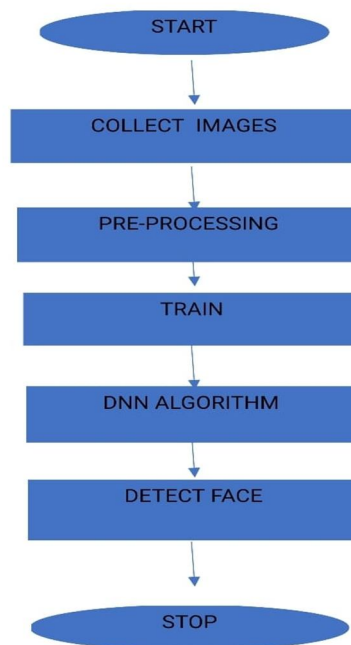 START
COLLECT IMAGES
PRE-PROCESSING
TRAIN
DNN ALGORITHM
DETECT FACE
STOP